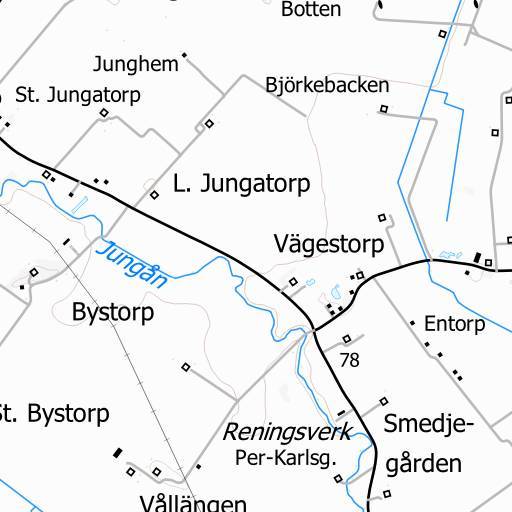 Botten
Junghem
Björkebacken
St. Jungatorp
L. Jungatorp
Vägestorp
Jungån
Bystorp
Entorp
78
St. Bystorp
Reningsverk
Smedje-
gården
Per-Karlsg.
Vållängen